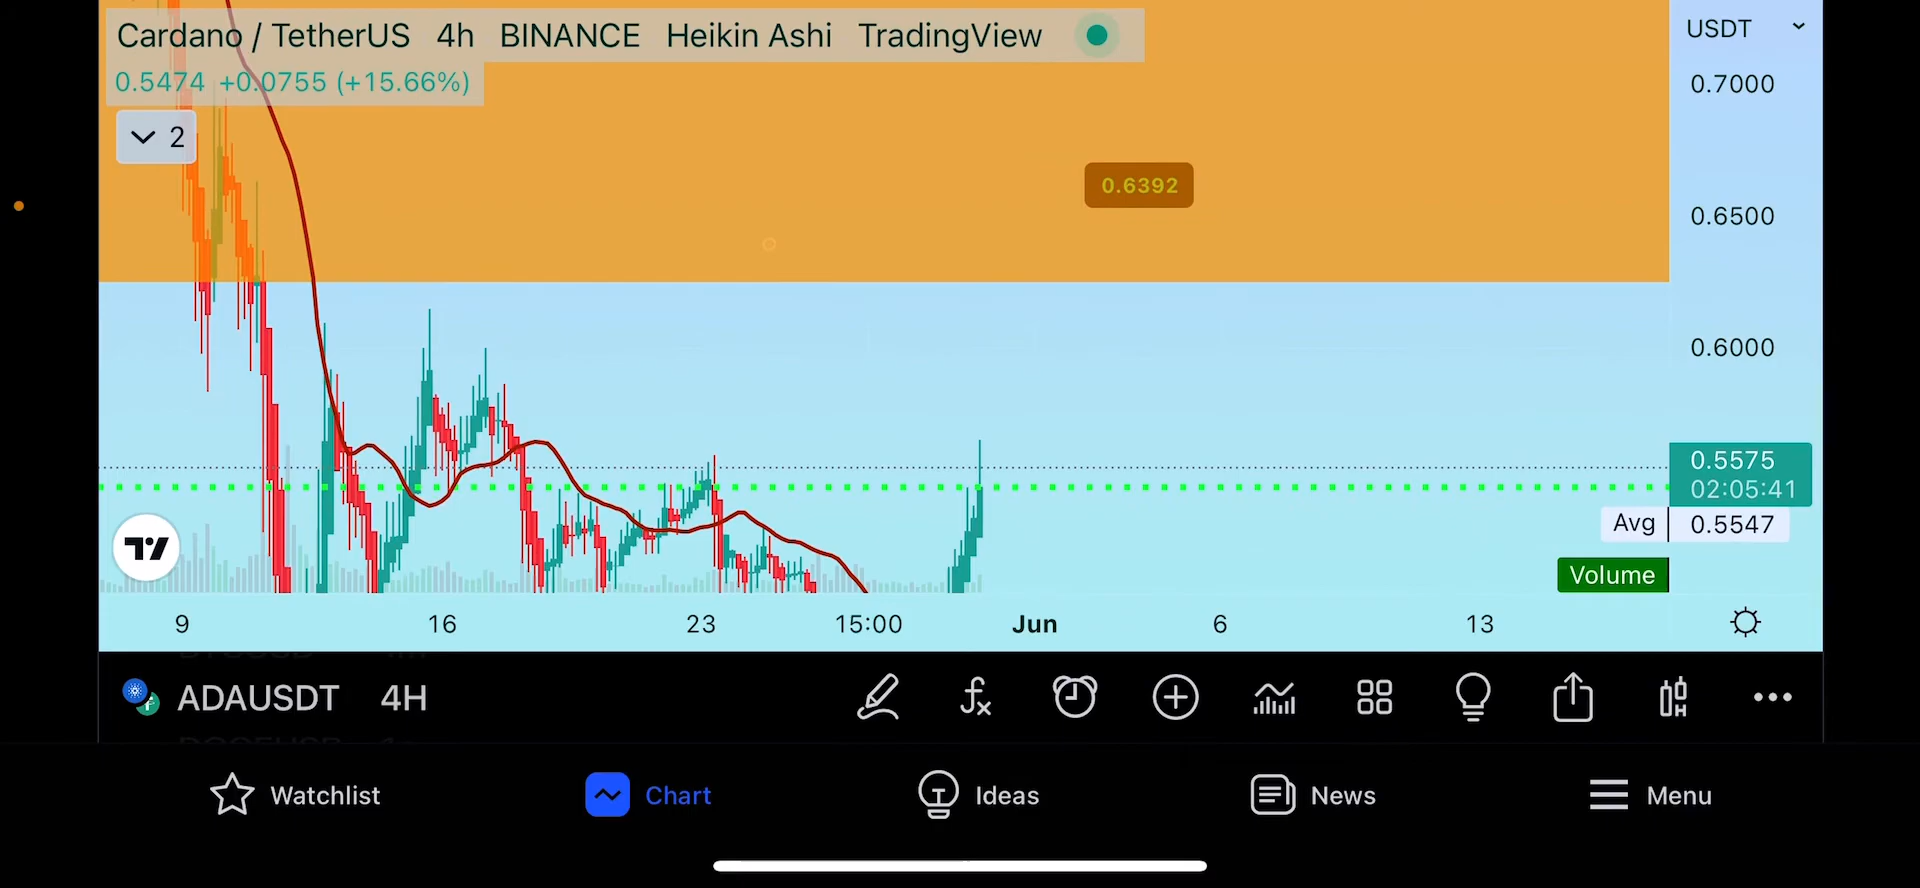 Cardano / TetherUS 4h BINANCE Heikin Ashi TradingView
0.5474 +0.0755 (+15.66%)
2
USDT
0.7000
0.6392
0.6500
0.6000
0.5575
02:05:41
Avg 0.5547
Volume
9 16 23 15:00 Jun 6 13
ADAUSDT 4H
Watchlist Chart Ideas News Menu